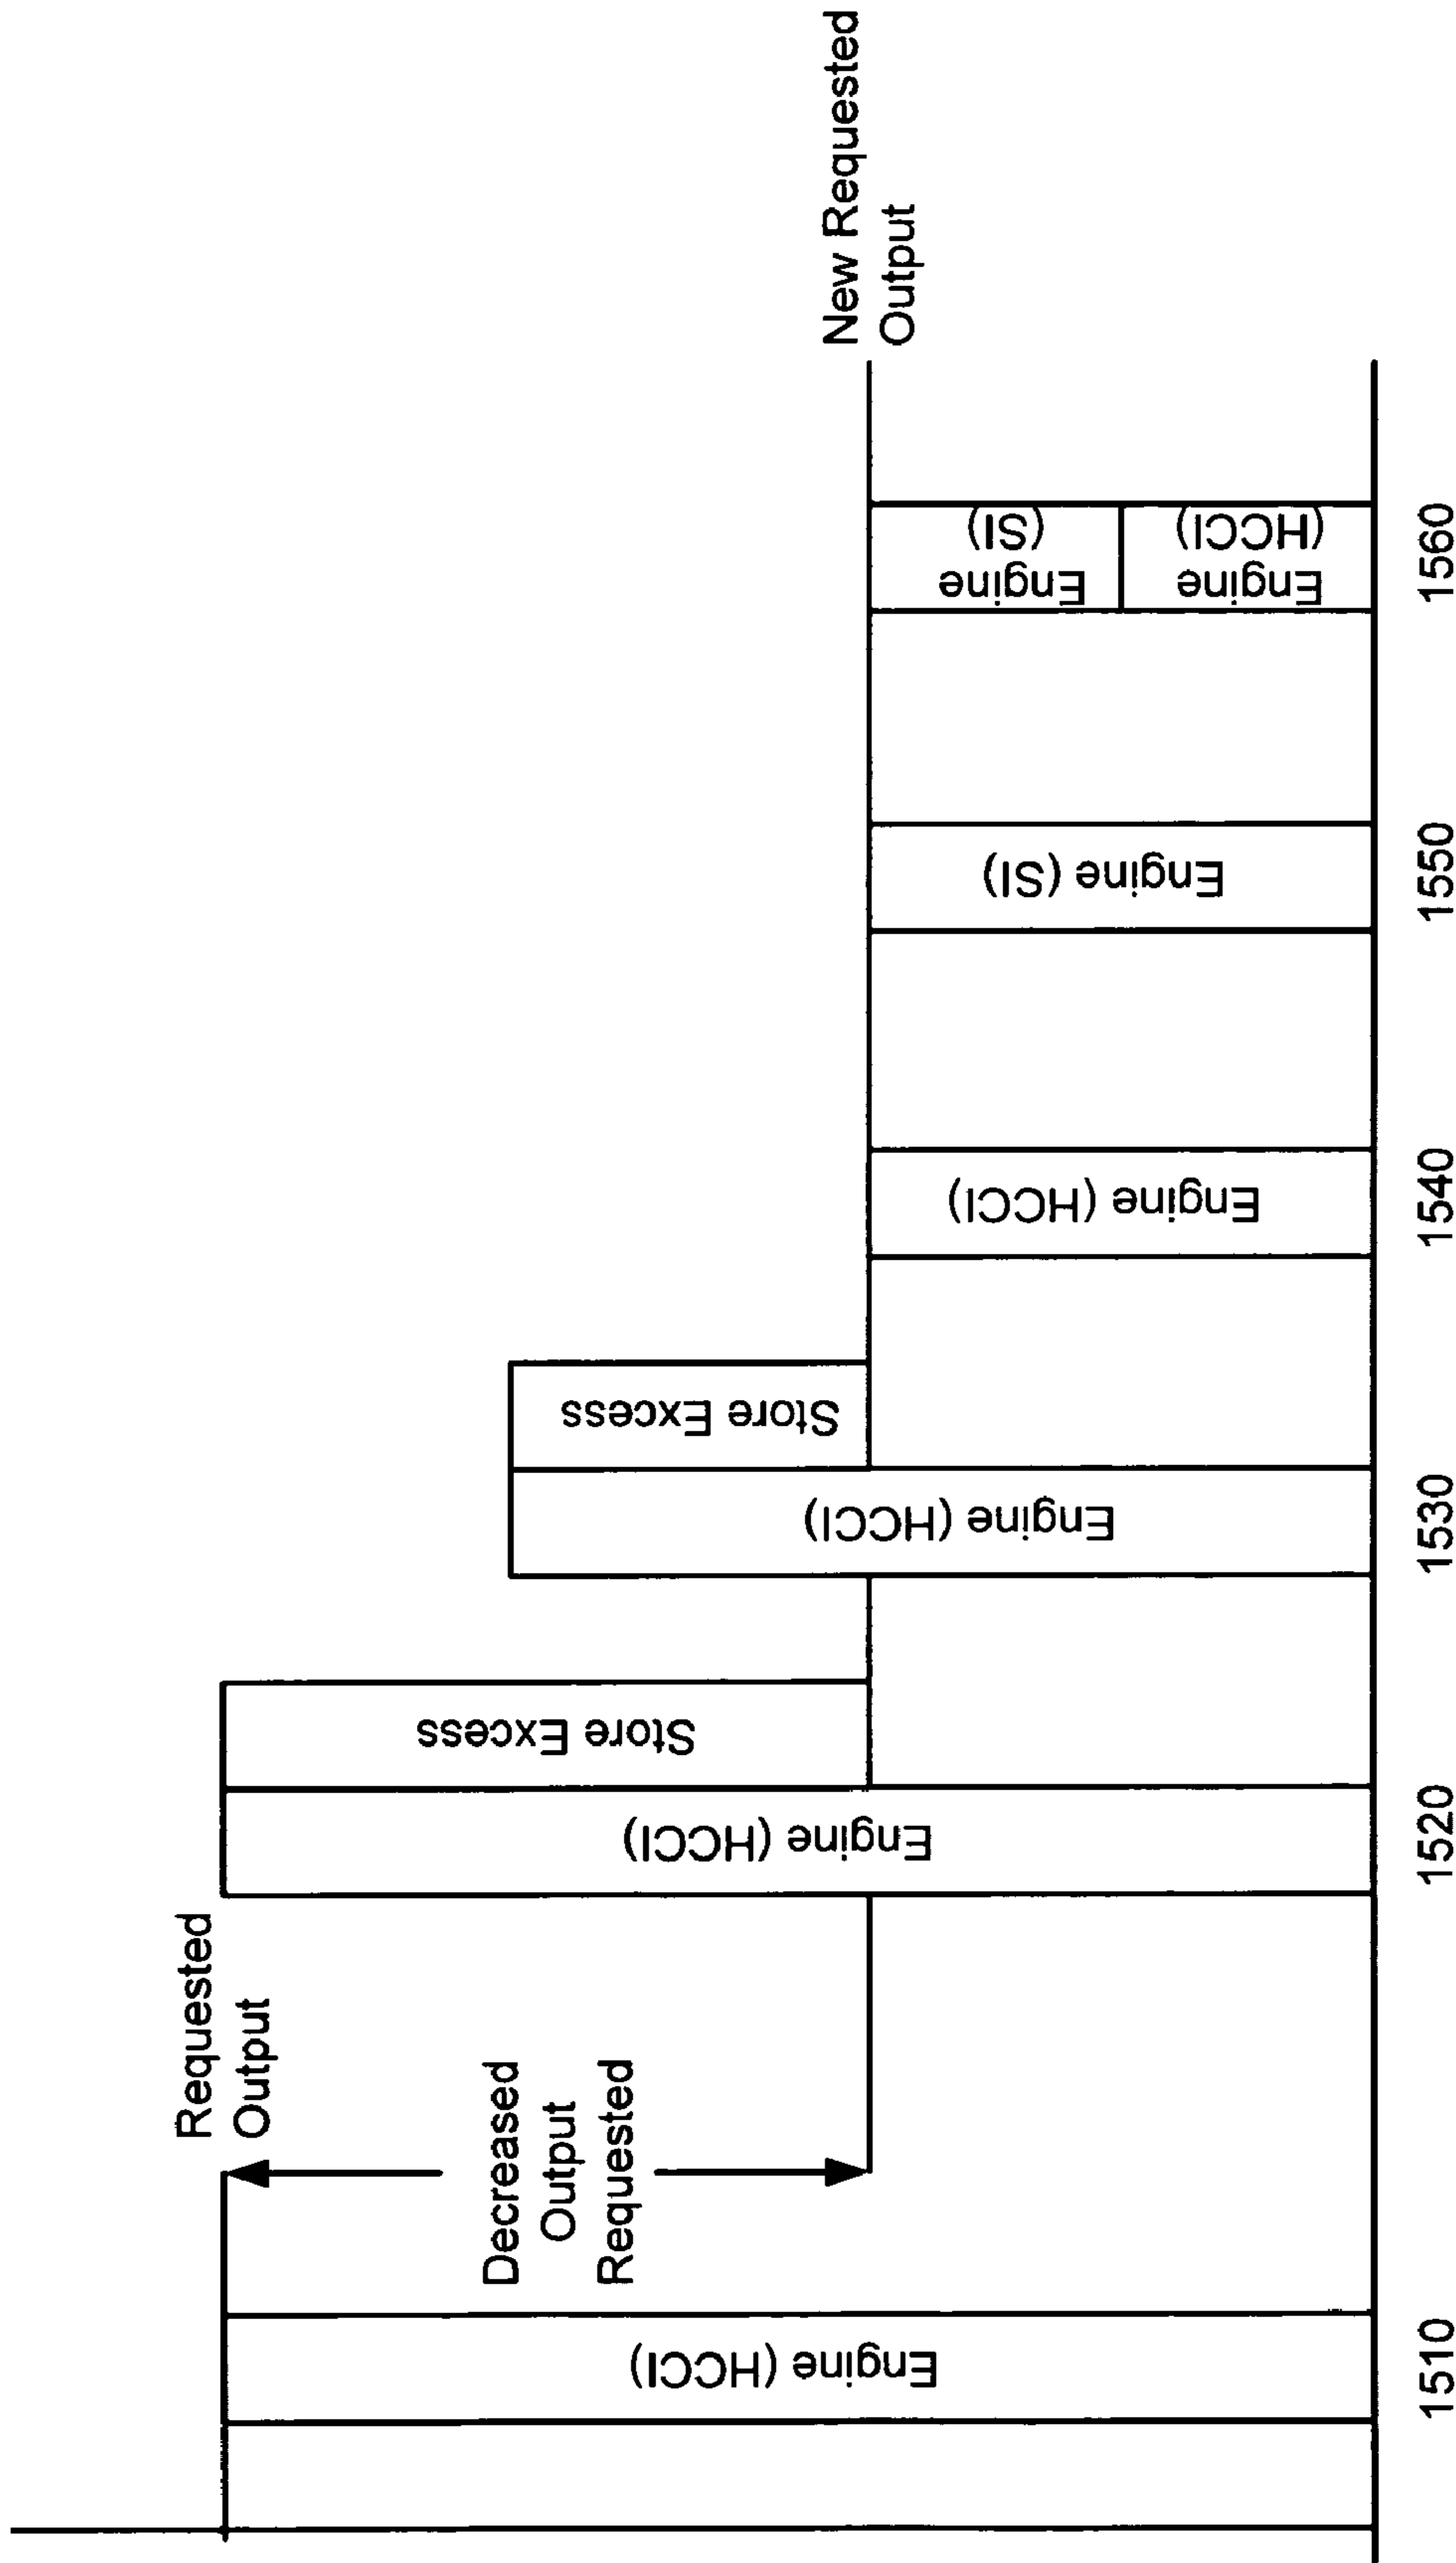 Requested
Output
Decreased
Output
Requested
New Requested
Output
Engine (HCCI)
Engine (HCCI)
Store Excess
Engine (HCCI)
Store Excess
Engine (HCCI)
Engine (SI)
Engine
(SI)
Engine
(HCCI)
1510
1520
1530
1540
1550
1560